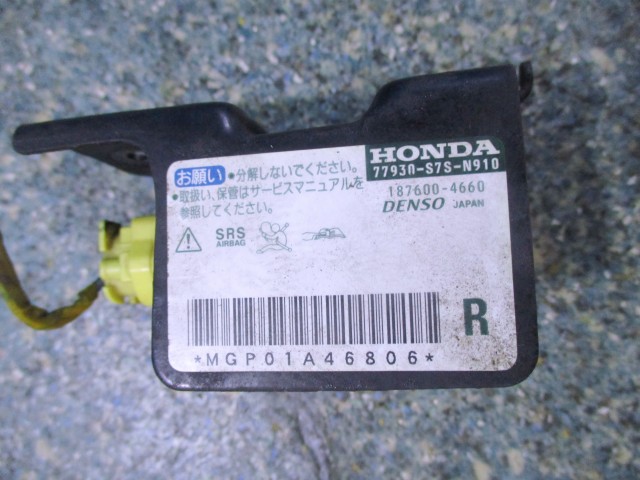 お願い •分解しないでください。
•取扱い、保管はサービスマニュアルを
参照してください。
HONDA
77930-S7S-N910
187600-4660
DENSO JAPAN
SRS
AIRBAG
R
*MGP01A46806*